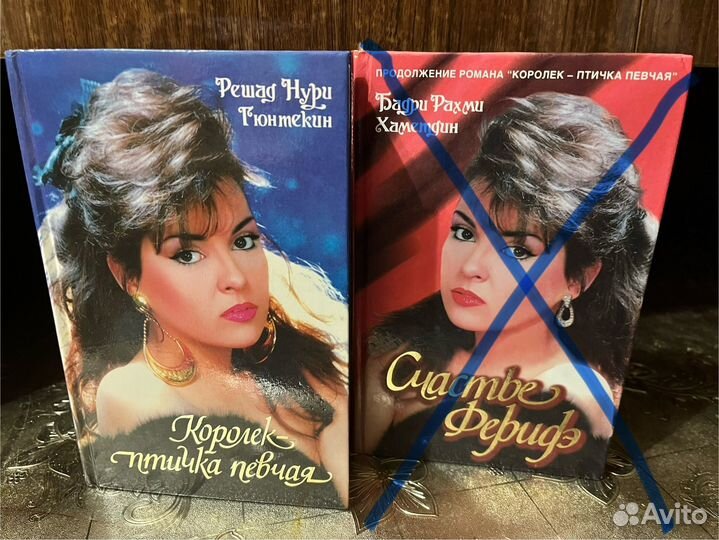 Решад Нури
Гюнтекин
Королек
птичка певчая
ПРОДОЛЖЕНИЕ РОМАНА "КОРОЛЕК – ПТИЧКА ПЕВЧАЯ"
Бадри Рахми
Хаметдин
Счастье
Феридэ
Avito